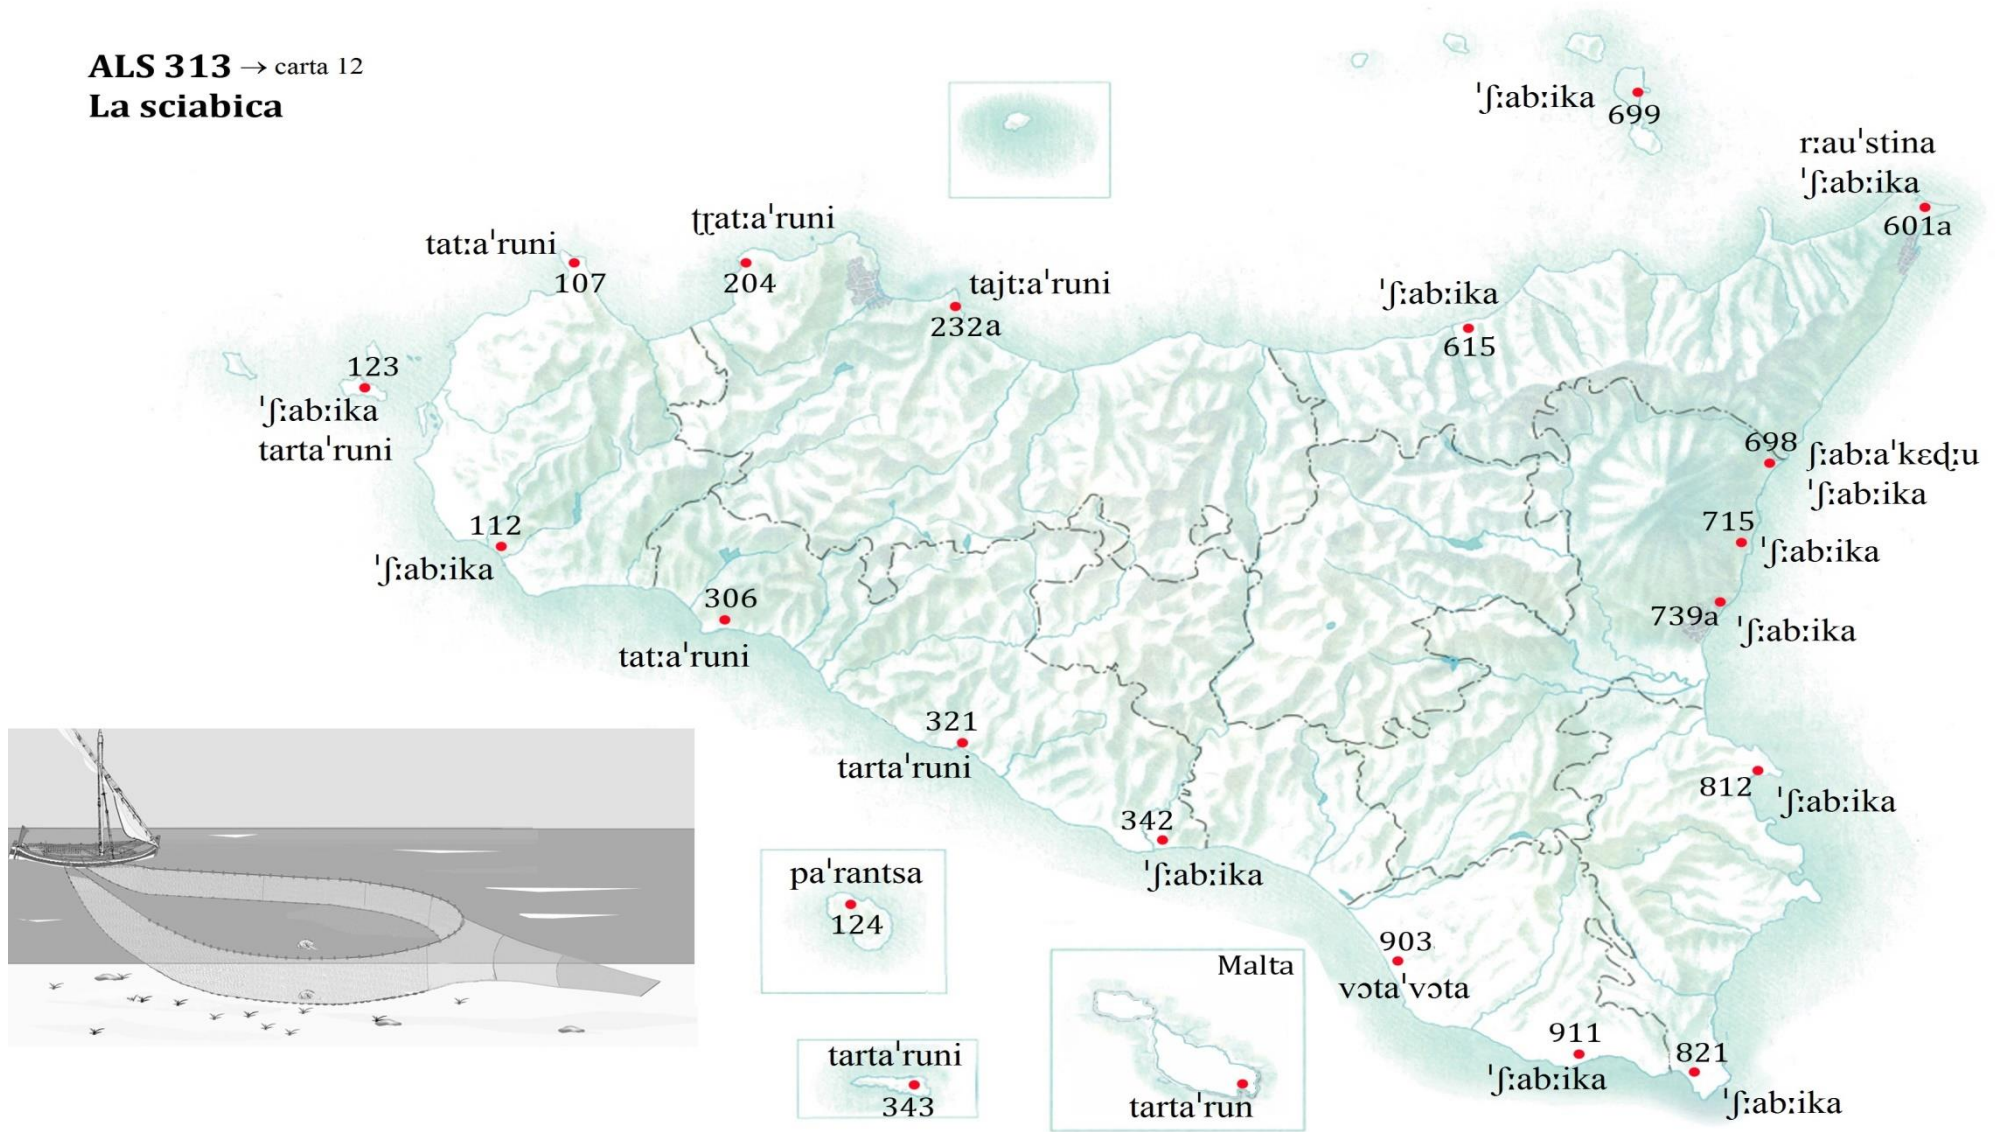 ALS 313 → carta 12
La sciabica
ˈʃːabːika
699
rːauˈstina
ˈʃːabːika
601a
tatːaˈruni
107
ʈɽatːaˈruni
204
tajtːaˈruni
232a
ˈʃːabːika
615
123
ˈʃːabːika
tartaˈruni
698
ʃːabːaˈkɛɖːu
ˈʃːabːika
112
ˈʃːabːika
715
ˈʃːabːika
306
tatːaˈruni
739a
ˈʃːabːika
321
tartaˈruni
812
ˈʃːabːika
342
ˈʃːabːika
paˈrantsa
124
903
vɔtaˈvɔta
Malta
tartaˈrun
tartaˈruni
343
911
ˈʃːabːika
821
ˈʃːabːika